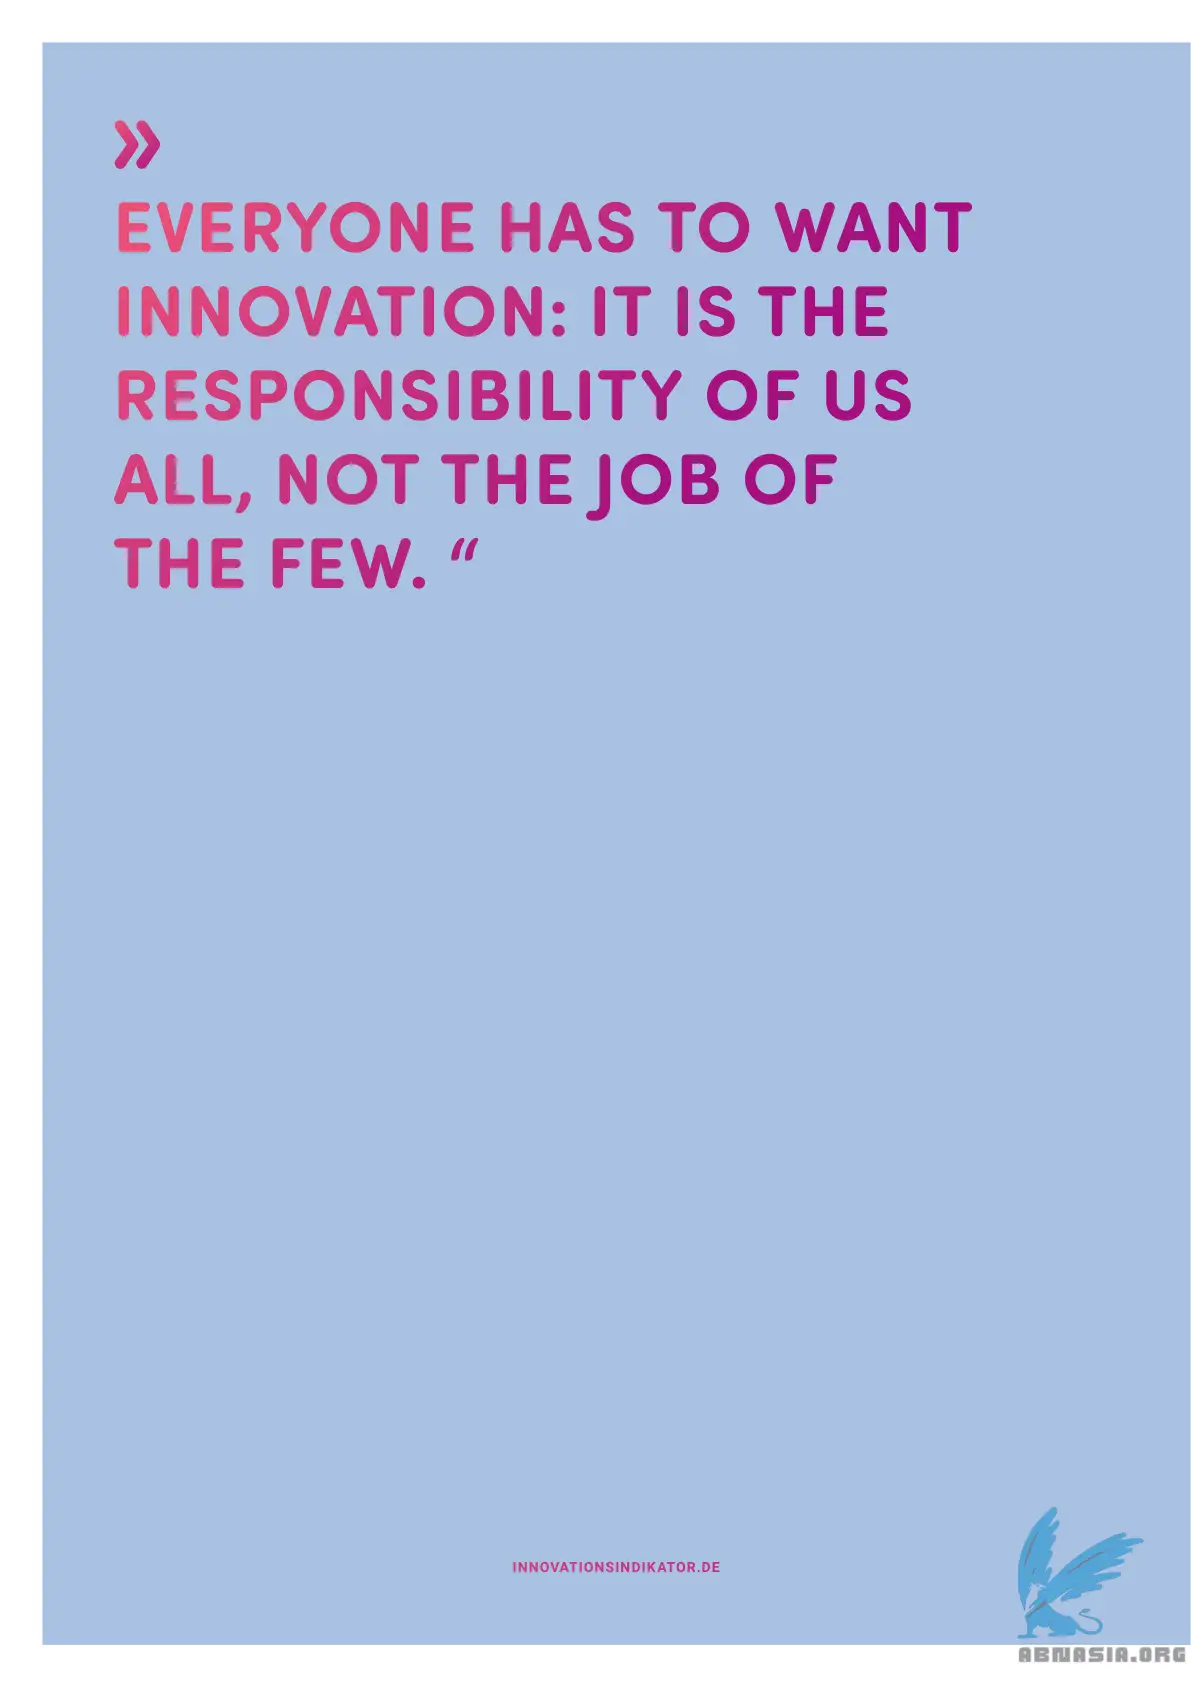 »
EVERYONE HAS TO WANT
INNOVATION: IT IS THE
RESPONSIBILITY OF US
ALL, NOT THE JOB OF
THE FEW. “
INNOVATIONSINDIKATOR.DE
ABNASIA.ORG